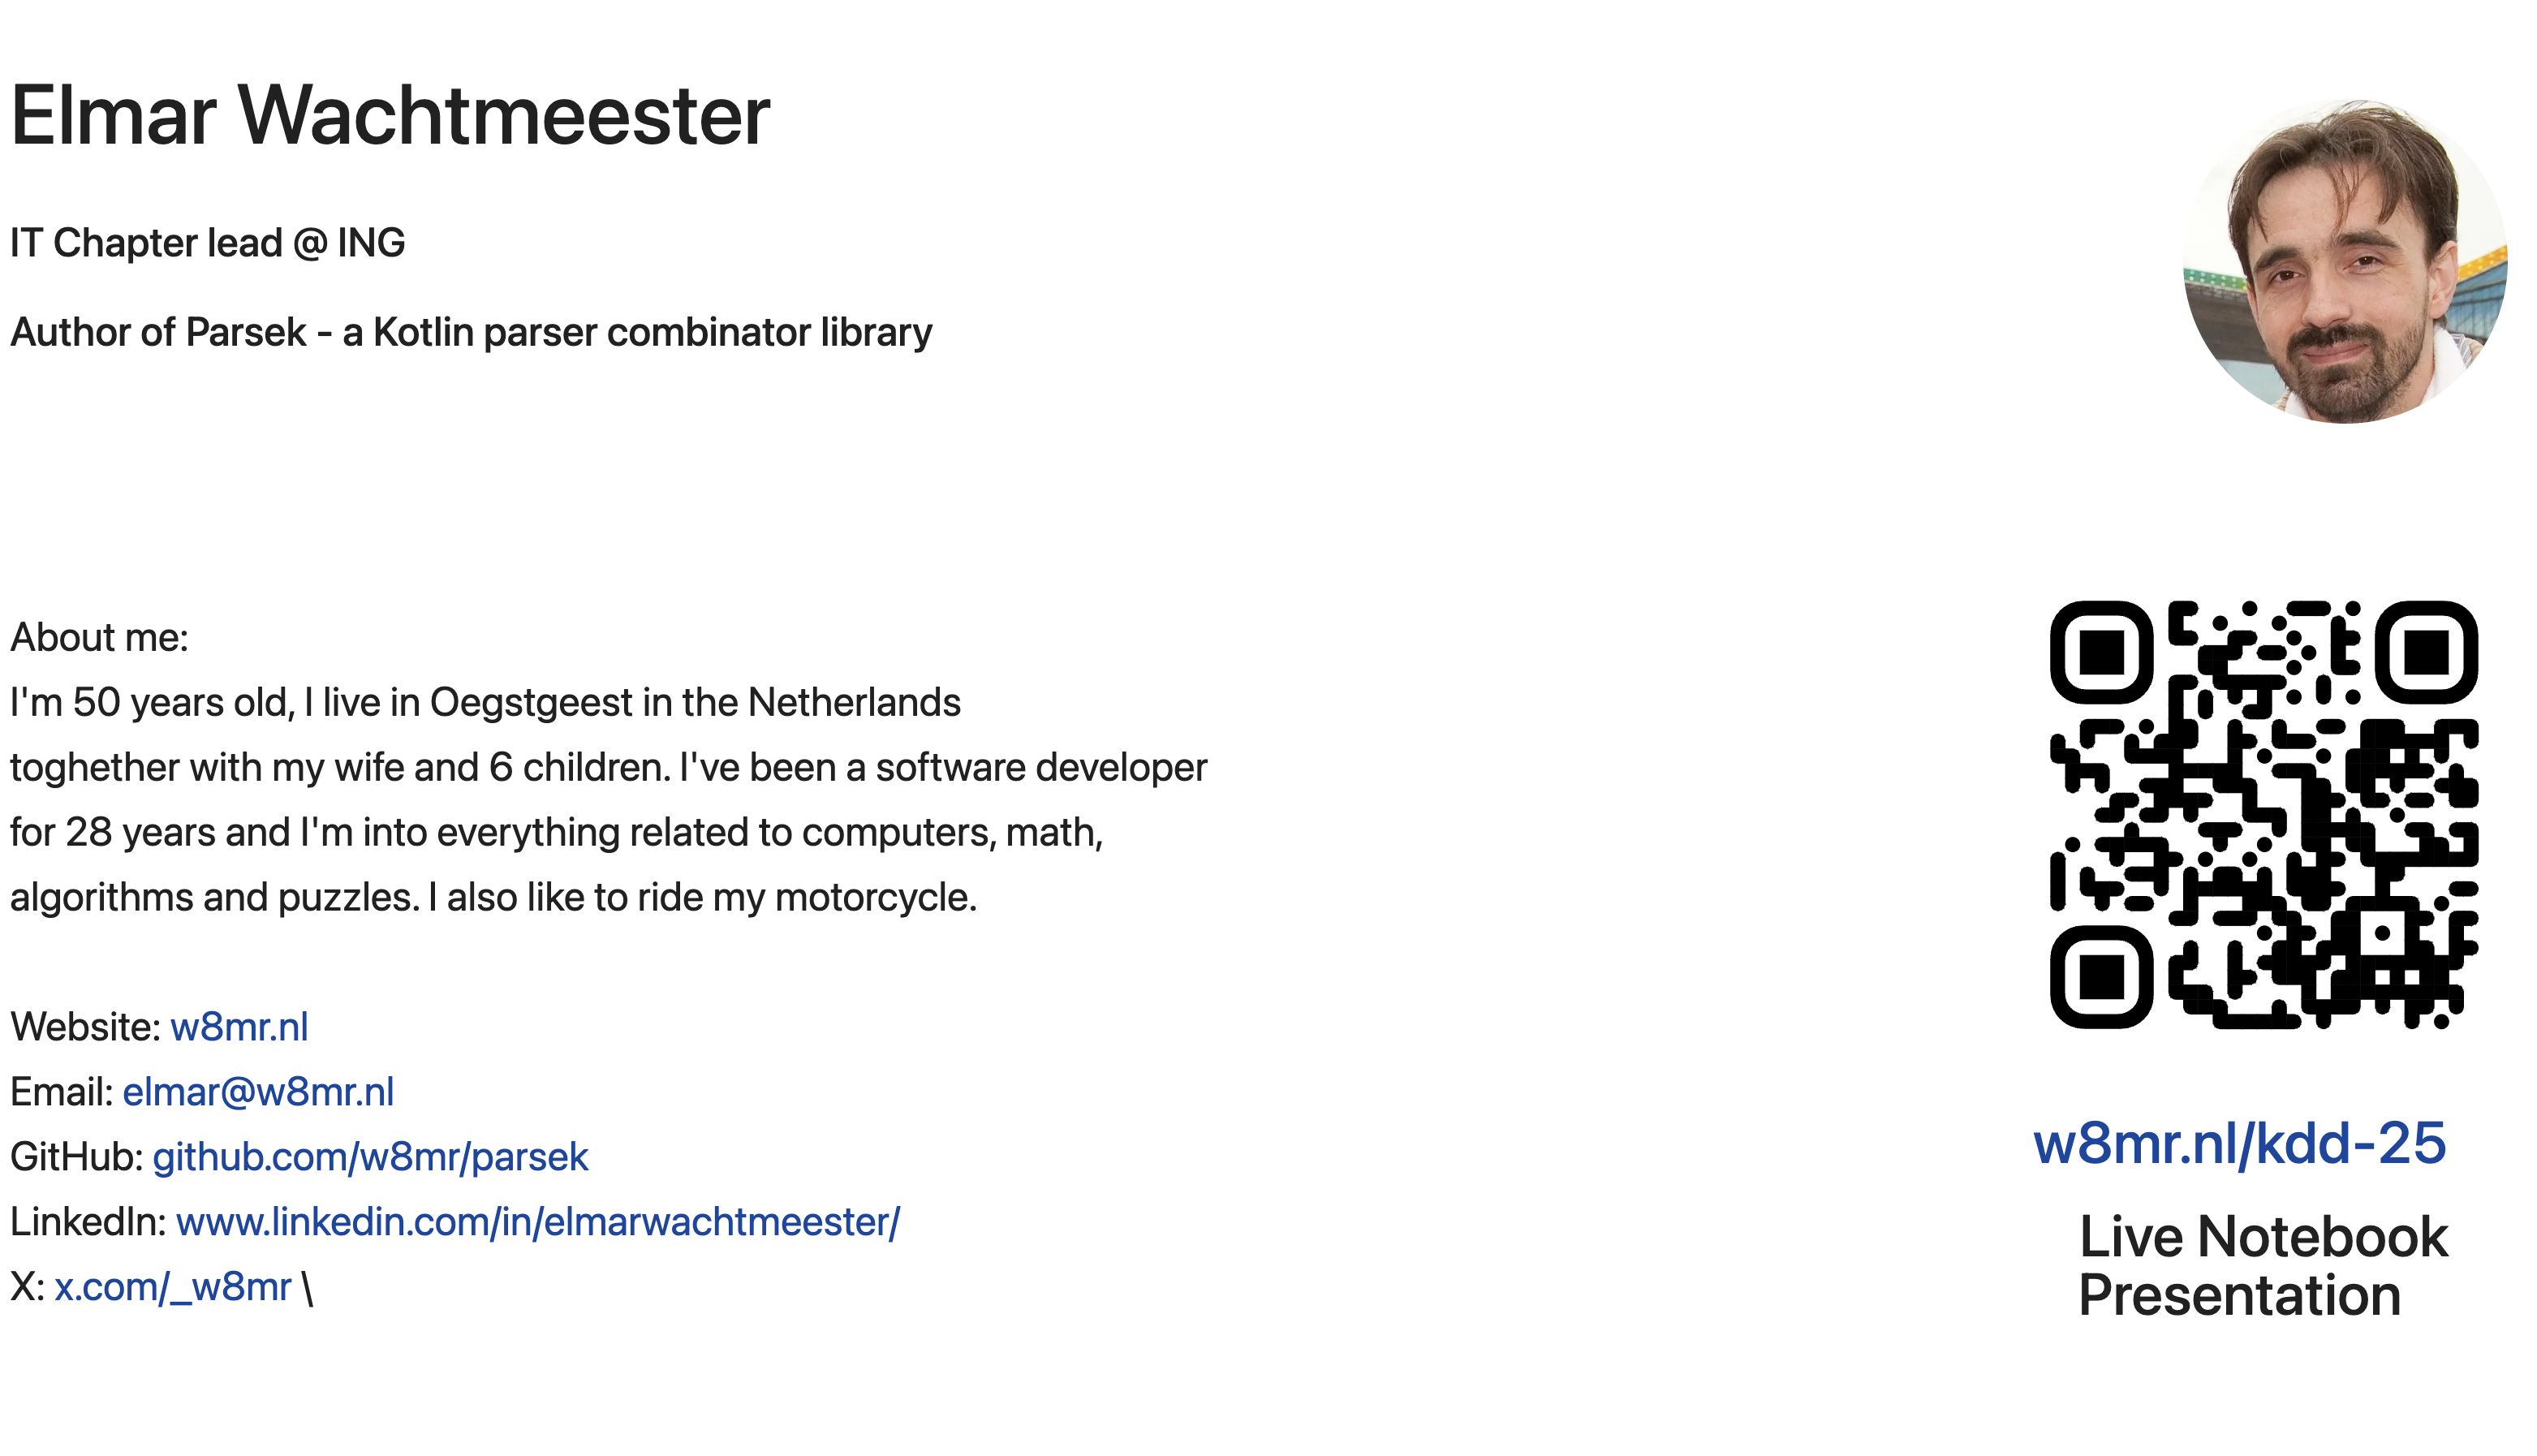 Elmar Wachtmeester
IT Chapter lead @ ING
Author of Parsek - a Kotlin parser combinator library
About me:
I'm 50 years old, I live in Oegstgeest in the Netherlands
toghether with my wife and 6 children. I've been a software developer
for 28 years and I'm into everything related to computers, math,
algorithms and puzzles. I also like to ride my motorcycle.
Website: w8mr.nl
Email: elmar@w8mr.nl
GitHub: github.com/w8mr/parsek
LinkedIn: www.linkedin.com/in/elmarwachtmeester/
X: x.com/_w8mr \
w8mr.nl/kdd-25
Live Notebook
Presentation